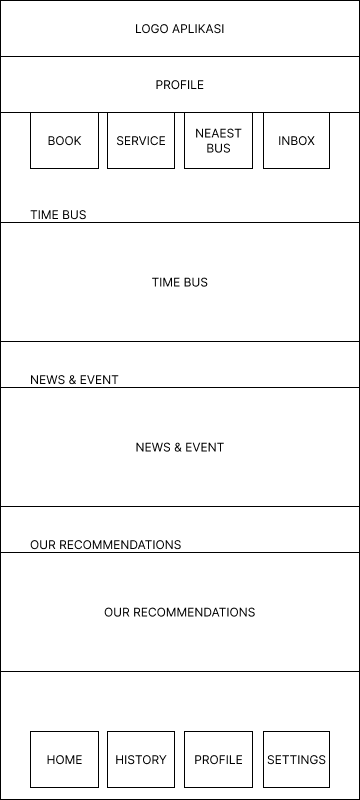 LOGO APLIKASI
PROFILE
BOOK
SERVICE
NEAEST
BUS
INBOX
TIME BUS
TIME BUS
NEWS & EVENT
NEWS & EVENT
OUR RECOMMENDATIONS
OUR RECOMMENDATIONS
HOME
HISTORY
PROFILE
SETTINGS